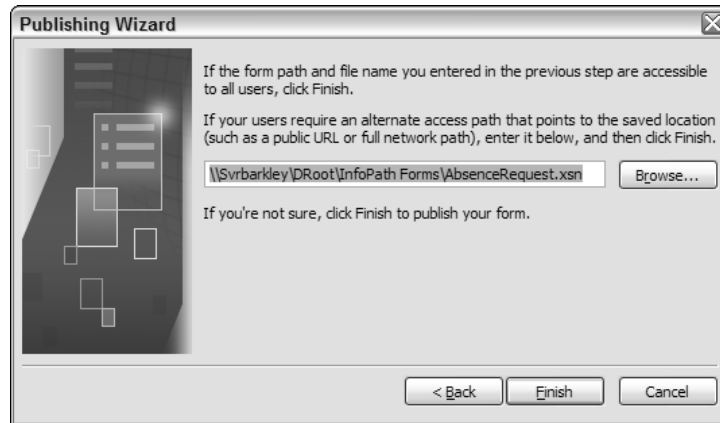 Publishing Wizard
If the form path and file name you entered in the previous step are accessible
to all users, click Finish.
If your users require an alternate access path that points to the saved location
(such as a public URL or full network path), enter it below, and then click Finish.
\\Svrbarkley\DRoot\InfoPath Forms\AbsenceRequest.xsn
Browse...
If you're not sure, click Finish to publish your form.
< Back
Finish
Cancel